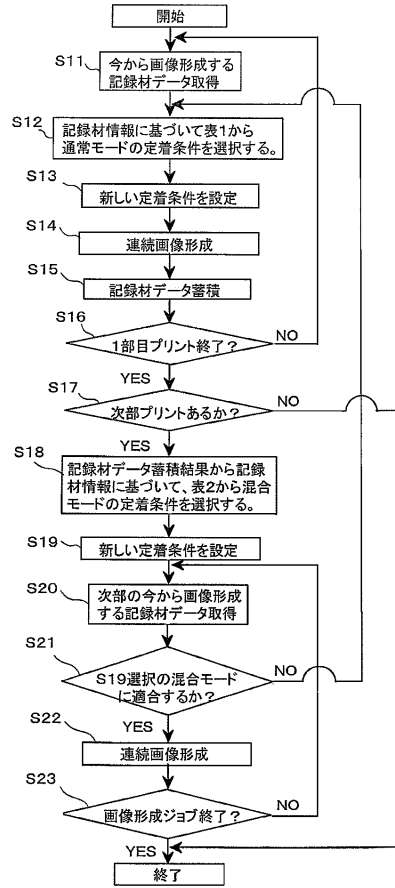 開始
S11
今から画像形成する
記録材データ取得
S12
記録材情報に基づいて表1から
通常モードの定着条件を選択する。
S13
新しい定着条件を設定
S14
連続画像形成
S15
記録材データ蓄積
S16
1部目プリント終了?
NO
YES
S17
次部プリントあるか?
NO
YES
S18
記録材データ蓄積結果から記録
材情報に基づいて、表2から混合
モードの定着条件を選択する。
S19
新しい定着条件を設定
S20
次部の今から画像形成
する記録材データ取得
S21
S19選択の混合モード
に適合するか?
NO
YES
S22
連続画像形成
S23
画像形成ジョブ終了?
NO
YES
終了